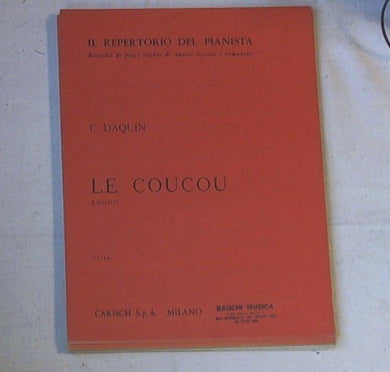 IL REPERTORIO DEL PIANISTA
Raccolta di pezzi celebri di Autori classici e romantici
C. DAQUIN
LE COUCOU
RONDO
CARISCH S.p.A. - MILANO
BAUCHI MUSICA